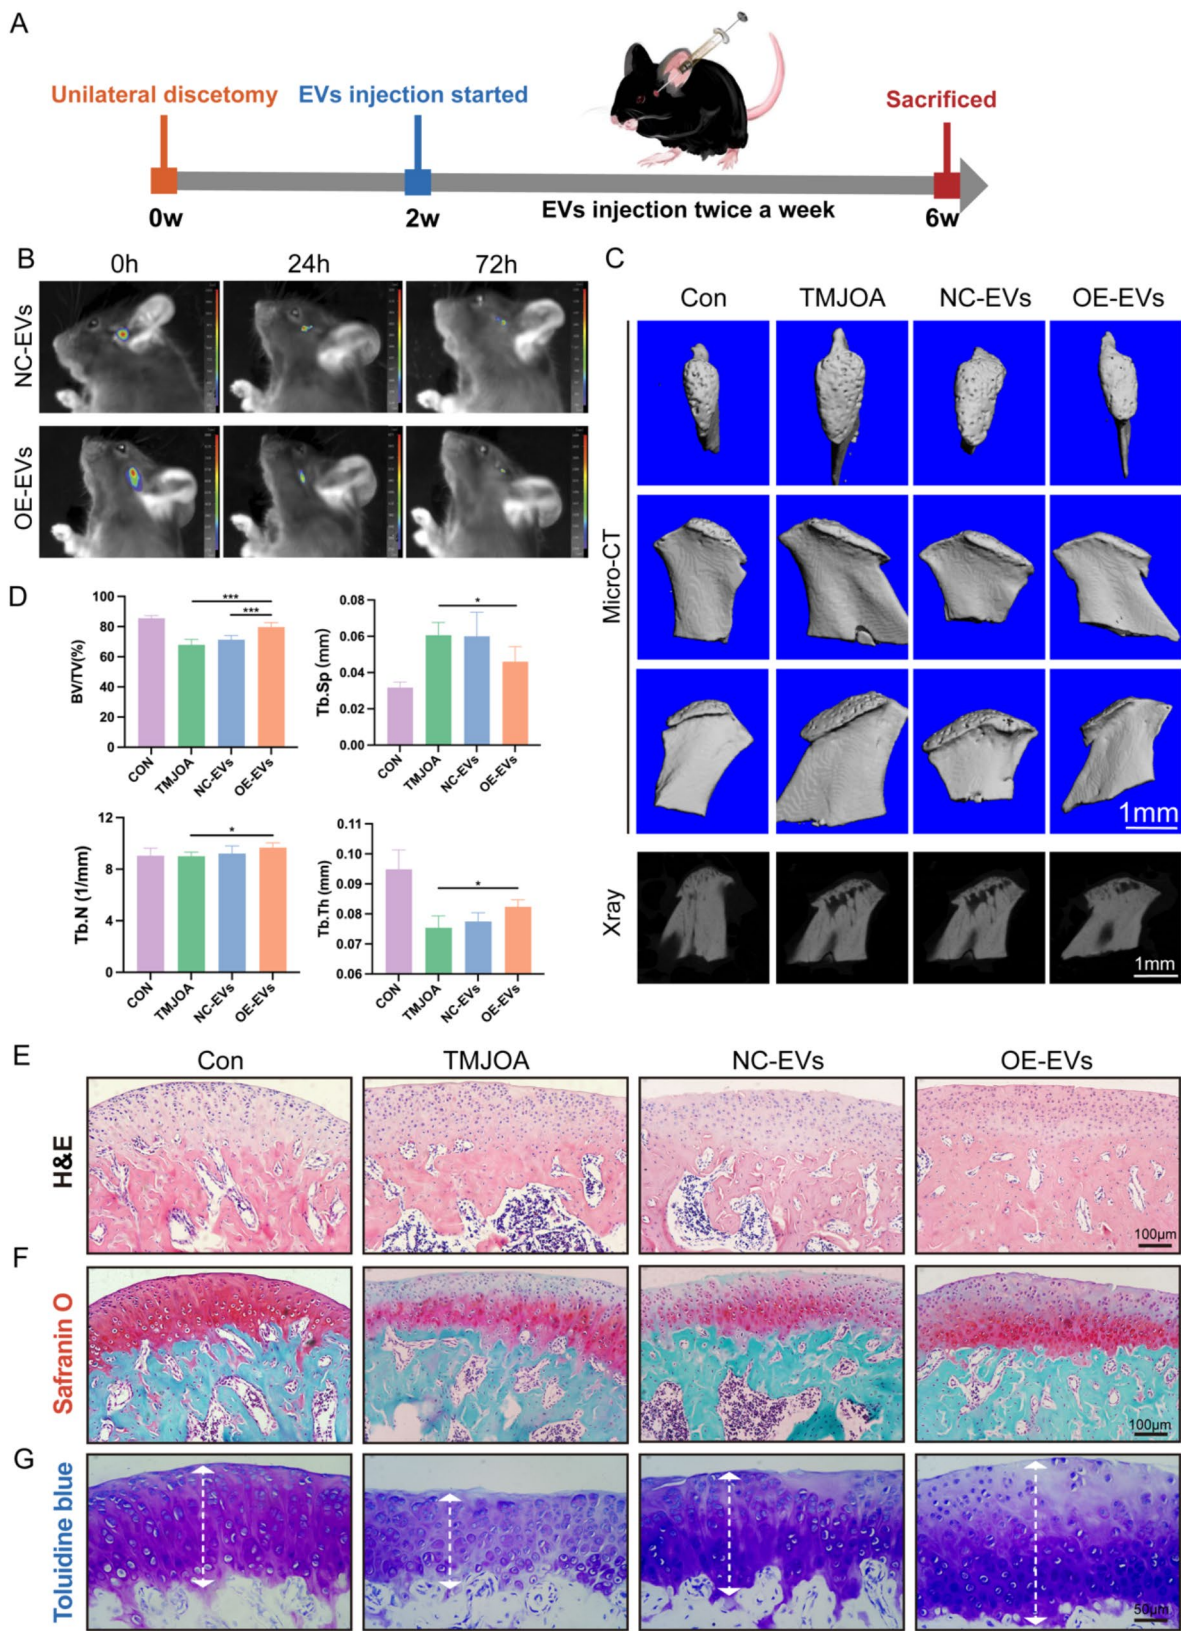 A
Unilateral discetomy
EVs injection started
Sacrificed
0w
2w
EVs injection twice a week
6w
B
0h
24h
72h
NC-EVs
OE-EVs
C
Con
TMJOA
NC-EVs
OE-EVs
Micro-CT
1mm
Xray
1mm
D
BV/TV(%)
100
80
60
40
20
0
***
***
CON
TMJOA
NC-EVs
OE-EVs
Tb.Sp (mm)
0.08
0.06
0.04
0.02
0.00
*
CON
TMJOA
NC-EVs
OE-EVs
Tb.N (1/mm)
12
9
6
3
0
*
CON
TMJOA
NC-EVs
OE-EVs
Tb.Th (mm)
0.11
0.10
0.09
0.08
0.07
0.06
*
CON
TMJOA
NC-EVs
OE-EVs
E
Con
TMJOA
NC-EVs
OE-EVs
H&E
100μm
F
Safranin O
100μm
G
Toluidine blue
50μm